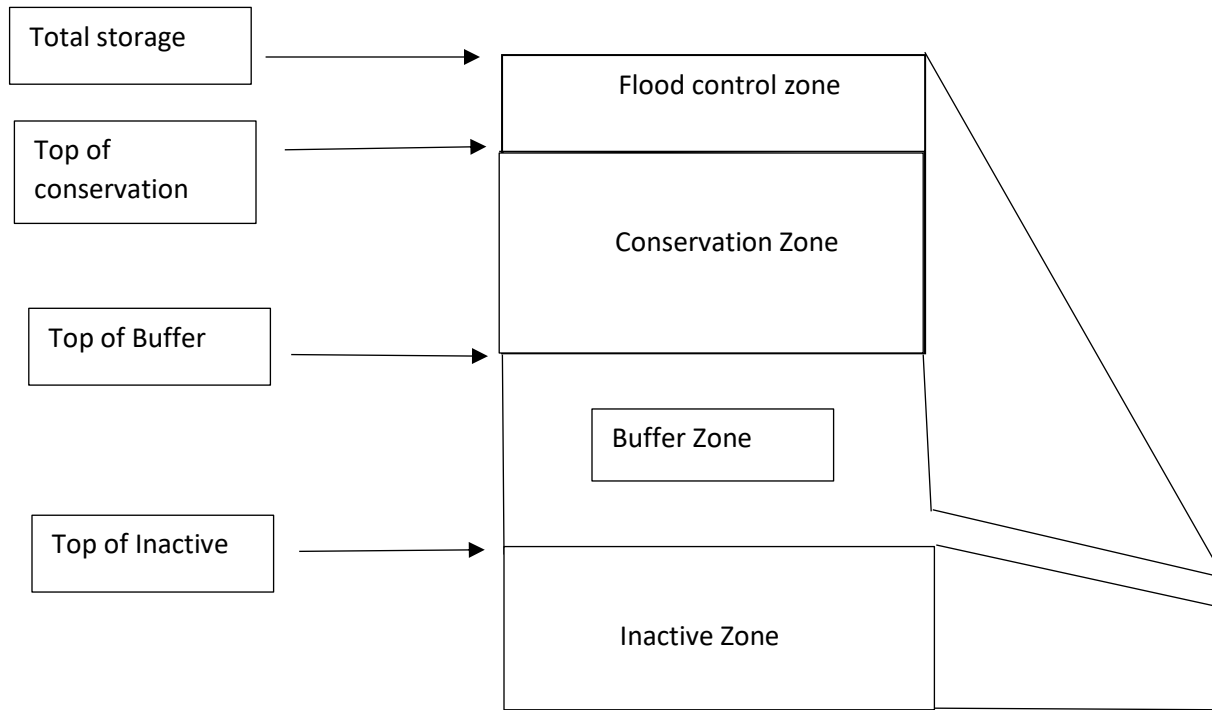 Total storage
Flood control zone
Top of
conservation
Conservation Zone
Top of Buffer
Buffer Zone
Top of Inactive
Inactive Zone